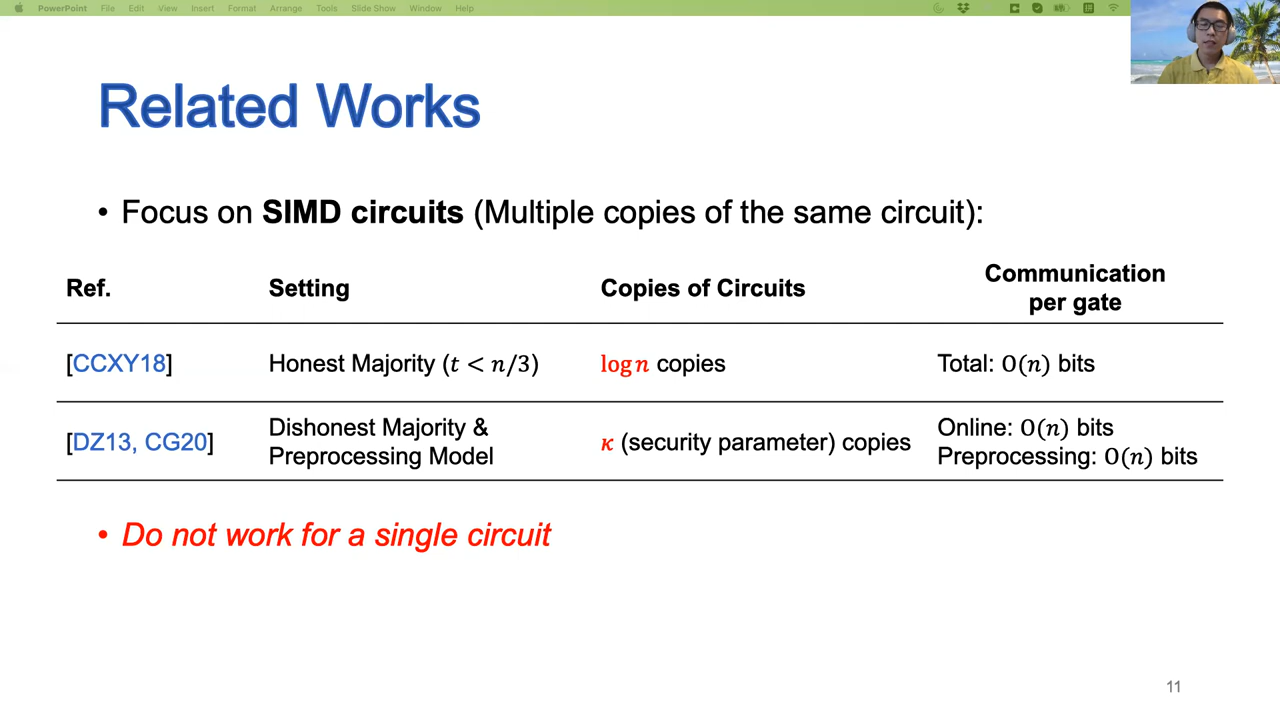 PowerPoint File Edit View Insert Format Arrange Tools Slide Show Window Help
Related Works
• Focus on SIMD circuits (Multiple copies of the same circuit):
Ref. Setting Copies of Circuits Communication per gate
[CCXY18] Honest Majority (t < n/3) log n copies Total: O(n) bits
[DZ13, CG20] Dishonest Majority & Preprocessing Model κ (security parameter) copies Online: O(n) bits Preprocessing: O(n) bits
• Do not work for a single circuit
11